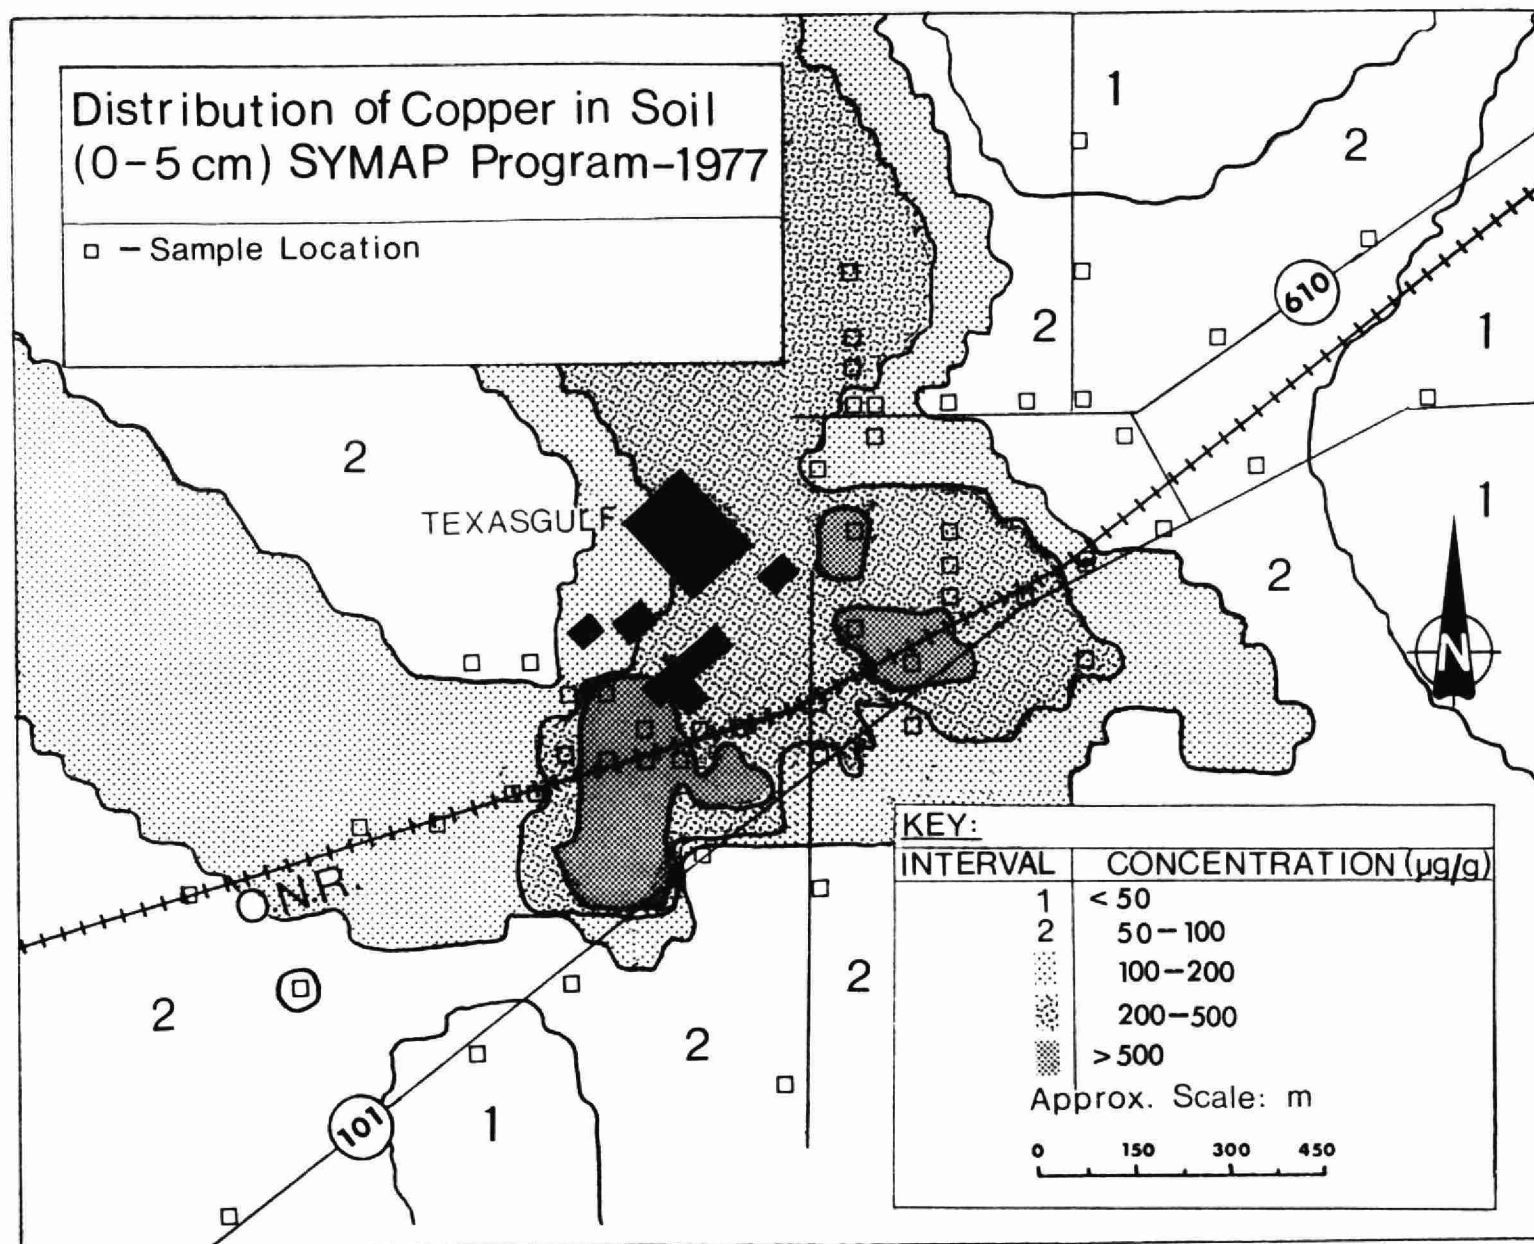 Distribution of Copper in Soil
(0-5 cm) SYMAP Program-1977
□ - Sample Location
1
2
610
2
1
2
TEXASGULF
1
2
N
O.N.R.
KEY:
INTERVAL CONCENTRATION (µg/g)
1 < 50
2 50-100
100-200
200-500
> 500
Approx. Scale: m
0 150 300 450
2
2
2
1
101